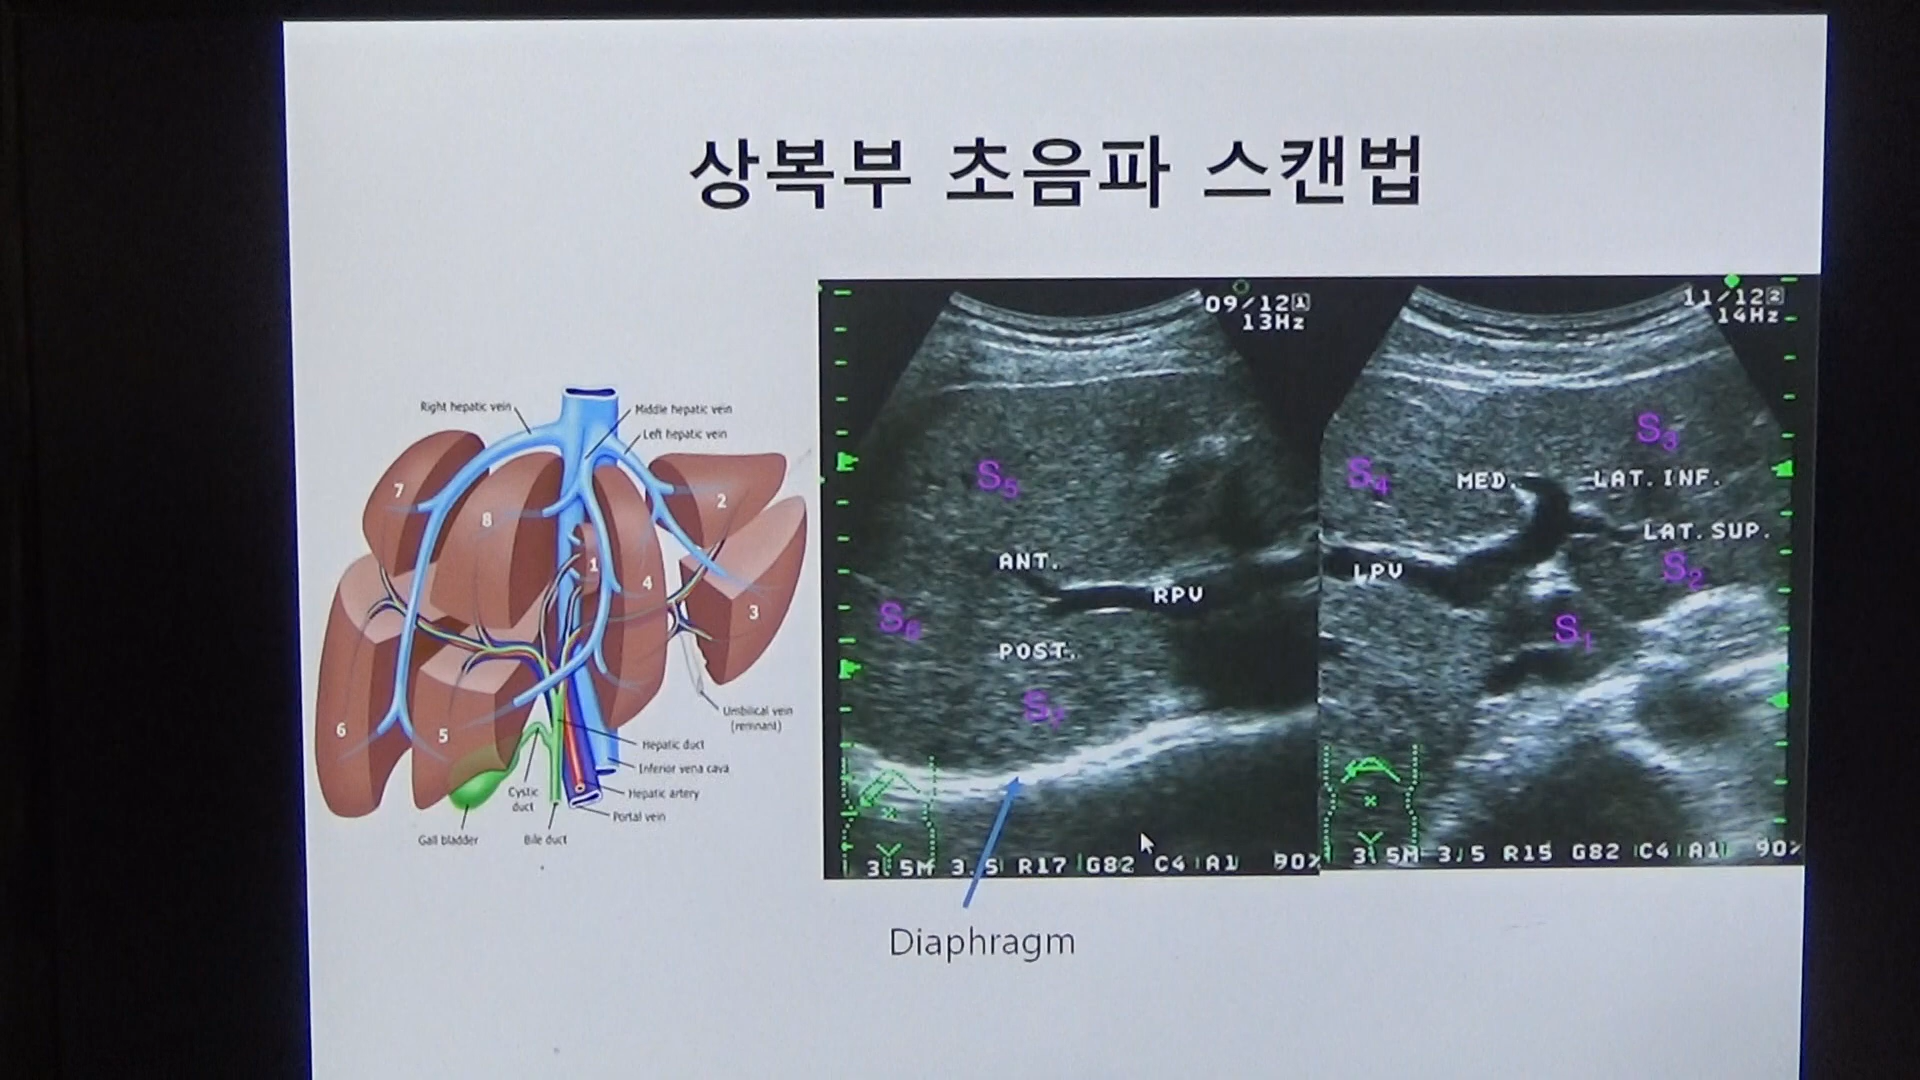 상복부 초음파 스캔법
Right hepatic vein
Middle hepatic vein
Left hepatic vein
7
8
2
1
4
3
6
5
Umbilical vein
(remnant)
Hepatic duct
Inferior vena cava
Cystic
duct
Hepatic artery
Portal vein
Gall bladder
Bile duct
09/12 1
13Hz
S5
ANT.
RPV
S6
POST.
S7
3.5M 3.5 R17 G82 C4 A1 90%
11/12 2
14Hz
S3
S4
MED.
LAT.INF.
LAT.SUP.
LPV
S2
S1
3.5M 3.5 R15 G82 C4 A1 90%
Diaphragm